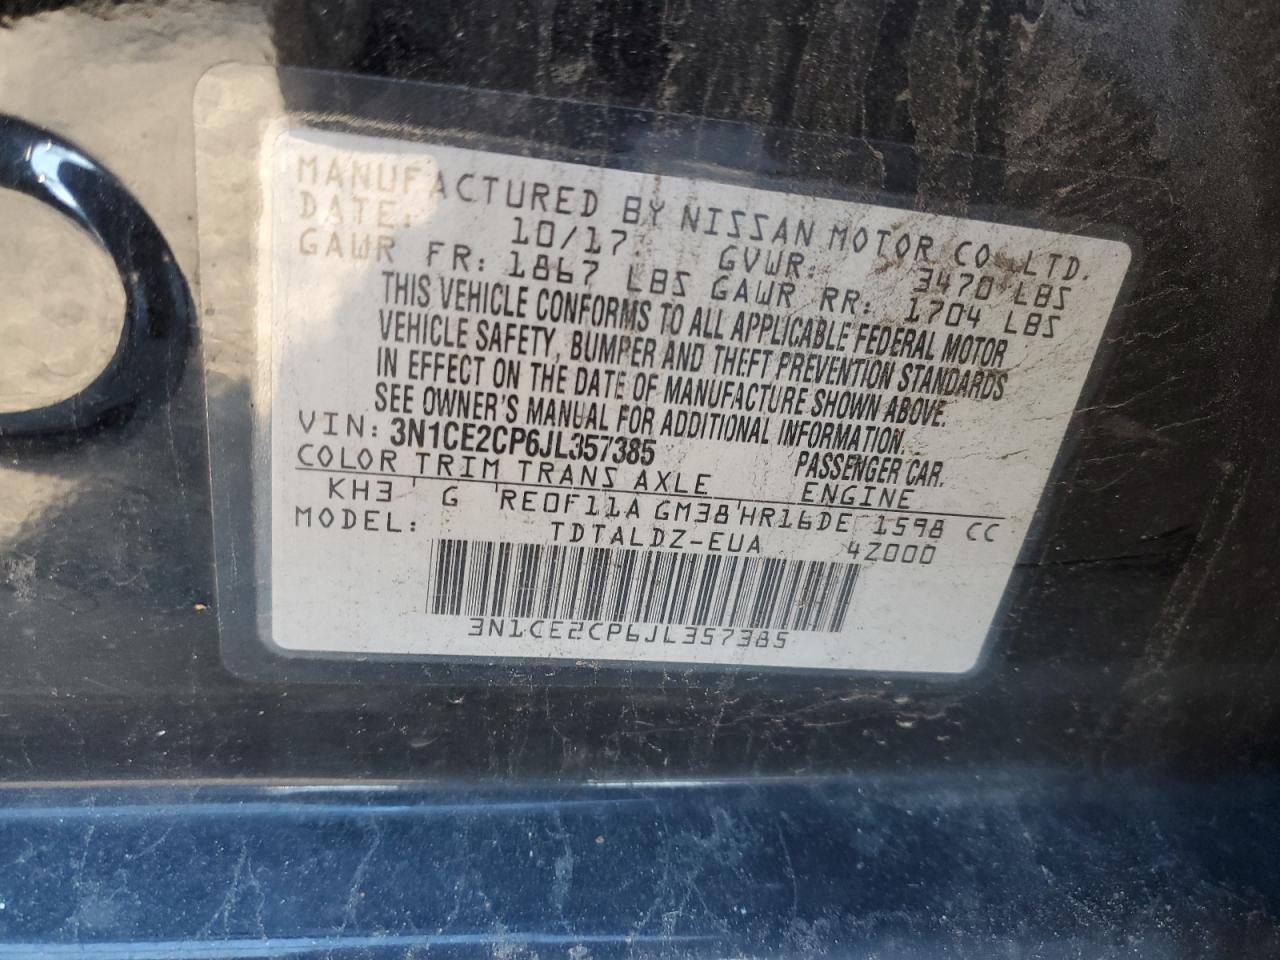 MANUFACTURED BY NISSAN MOTOR CO.,LTD.
DATE: 10/17 GVWR: 3470 LBS
GAWR FR: 1867 LBS GAWR RR: 1704 LBS
THIS VEHICLE CONFORMS TO ALL APPLICABLE FEDERAL MOTOR
VEHICLE SAFETY, BUMPER AND THEFT PREVENTION STANDARDS
IN EFFECT ON THE DATE OF MANUFACTURE SHOWN ABOVE.
SEE OWNER'S MANUAL FOR ADDITIONAL INFORMATION.
VIN: 3N1CE2CP6JL357385 PASSENGER CAR.
COLOR TRIM TRANS AXLE ENGINE
KH3 G RE0F11A GM38 HR16DE 1598 CC
MODEL: TDTALDZ-EUA 4Z000
3N1CE2CP6JL357385